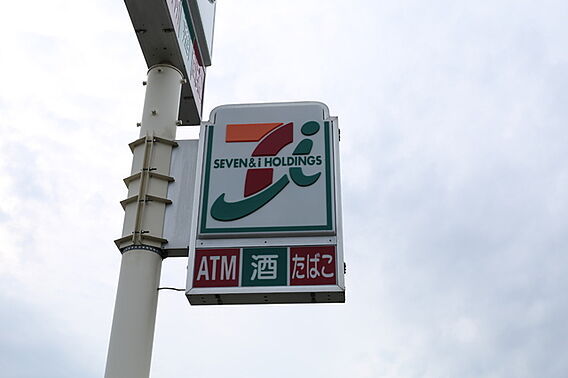 SEVEN & i HOLDINGS
ATM 酒 たばこ